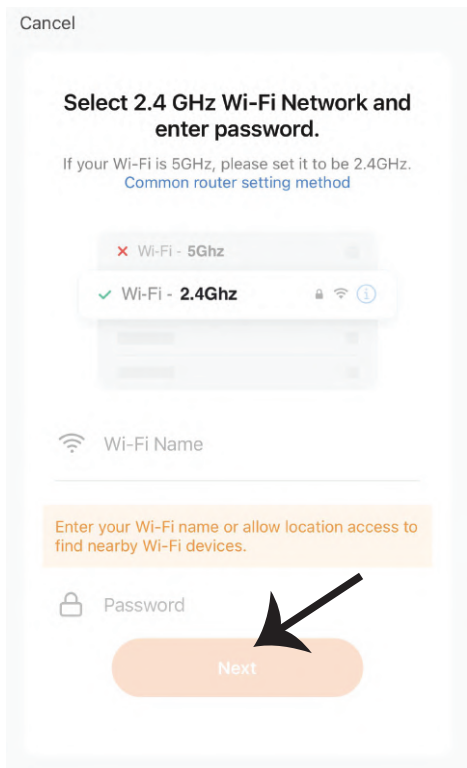 Cancel
Select 2.4 GHz Wi-Fi Network and
enter password.
If your Wi-Fi is 5GHz, please set it to be 2.4GHz.
Common router setting method
Wi-Fi - 5Ghz
Wi-Fi - 2.4Ghz
Wi-Fi Name
Enter your Wi-Fi name or allow location access to
find nearby Wi-Fi devices.
Password
Next